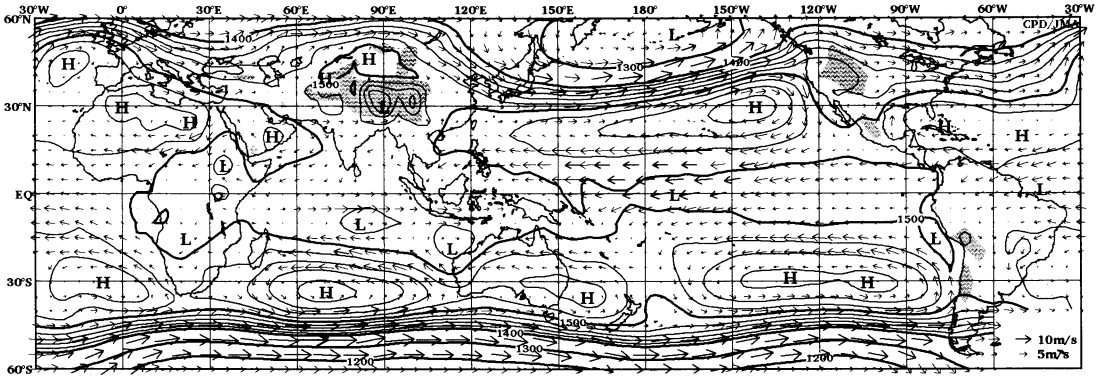 30°W 0° 30°E 60°E 90°E 120°E 150°E 180° 150°W 120°W 90°W 60°W 30°W
60°N CPD/JMA
1400 L L
H H 1300 1400
H 1500
30°N H L H
H H H H
L
EQ L L
L 1500
L L L
H H H
30°S H H H
1500
1400
1300 10m/s
1200 1200 5m/s
60°S